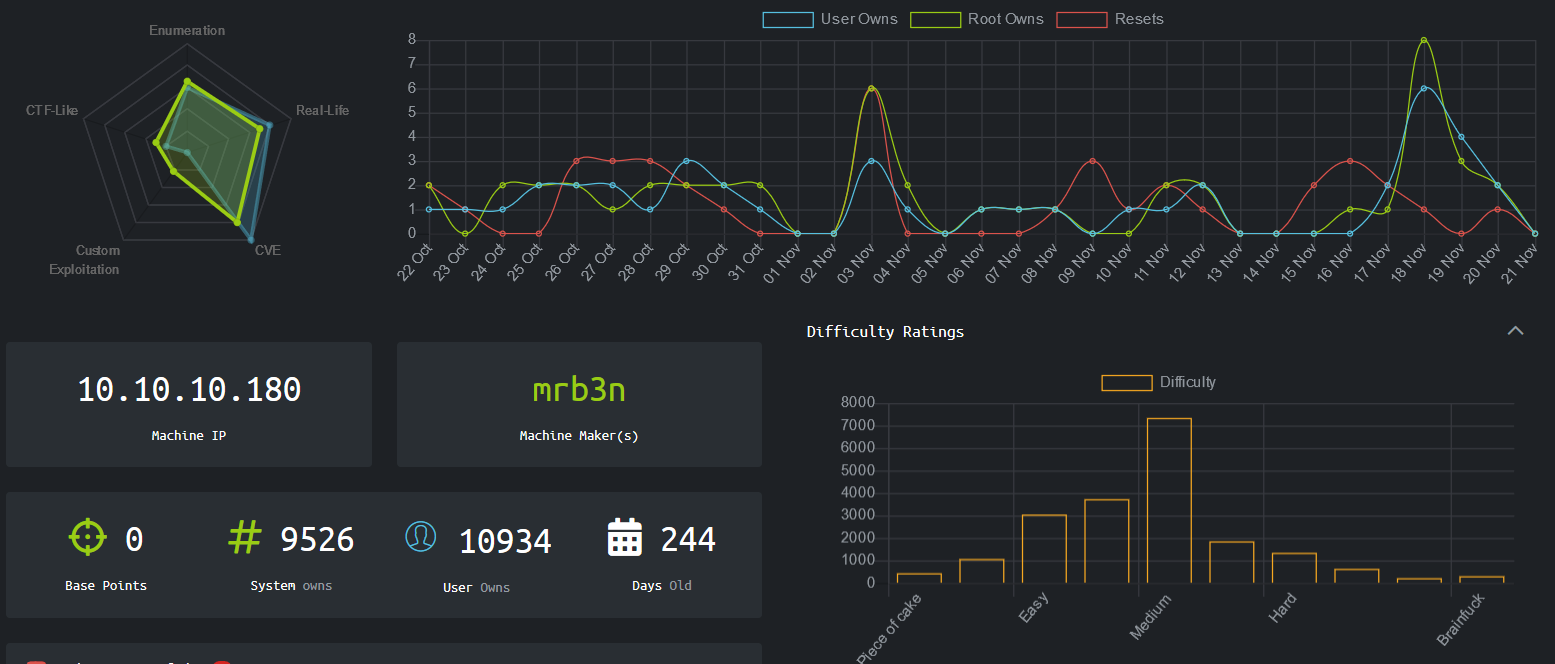 Enumeration
CTF-Like
Real-Life
Custom
Exploitation
CVE
User Owns
Root Owns
Resets
8
7
6
5
4
3
2
1
0
22 Oct
23 Oct
24 Oct
25 Oct
26 Oct
27 Oct
28 Oct
29 Oct
30 Oct
31 Oct
01 Nov
02 Nov
03 Nov
04 Nov
05 Nov
06 Nov
07 Nov
08 Nov
09 Nov
10 Nov
11 Nov
12 Nov
13 Nov
14 Nov
15 Nov
16 Nov
17 Nov
18 Nov
19 Nov
20 Nov
21 Nov
10.10.10.180
Machine IP
mrb3n
Machine Maker(s)
0
Base Points
9526
System owns
10934
User Owns
244
Days Old
Difficulty Ratings
Difficulty
8000
7000
6000
5000
4000
3000
2000
1000
0
Piece of cake
Easy
Medium
Hard
Brainfuck